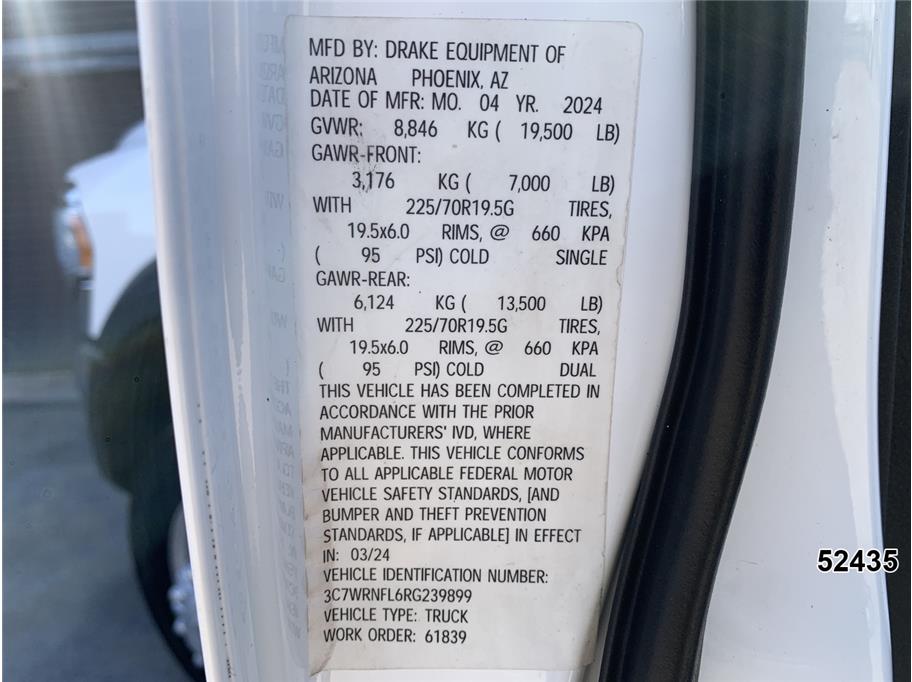 MFD BY: DRAKE EQUIPMENT OF
ARIZONA PHOENIX, AZ
DATE OF MFR: MO. 04 YR. 2024
GVWR: 8,846 KG ( 19,500 LB)
GAWR-FRONT:
3,176 KG ( 7,000 LB)
WITH 225/70R19.5G TIRES,
19.5x6.0 RIMS, @ 660 KPA
( 95 PSI) COLD SINGLE
GAWR-REAR:
6,124 KG ( 13,500 LB)
WITH 225/70R19.5G TIRES,
19.5x6.0 RIMS, @ 660 KPA
( 95 PSI) COLD DUAL
THIS VEHICLE HAS BEEN COMPLETED IN
ACCORDANCE WITH THE PRIOR
MANUFACTURERS' IVD, WHERE
APPLICABLE. THIS VEHICLE CONFORMS
TO ALL APPLICABLE FEDERAL MOTOR
VEHICLE SAFETY STANDARDS, [AND
BUMPER AND THEFT PREVENTION
STANDARDS, IF APPLICABLE] IN EFFECT
IN: 03/24
VEHICLE IDENTIFICATION NUMBER:
3C7WRNFL6RG239899
VEHICLE TYPE: TRUCK
WORK ORDER: 61839
52435